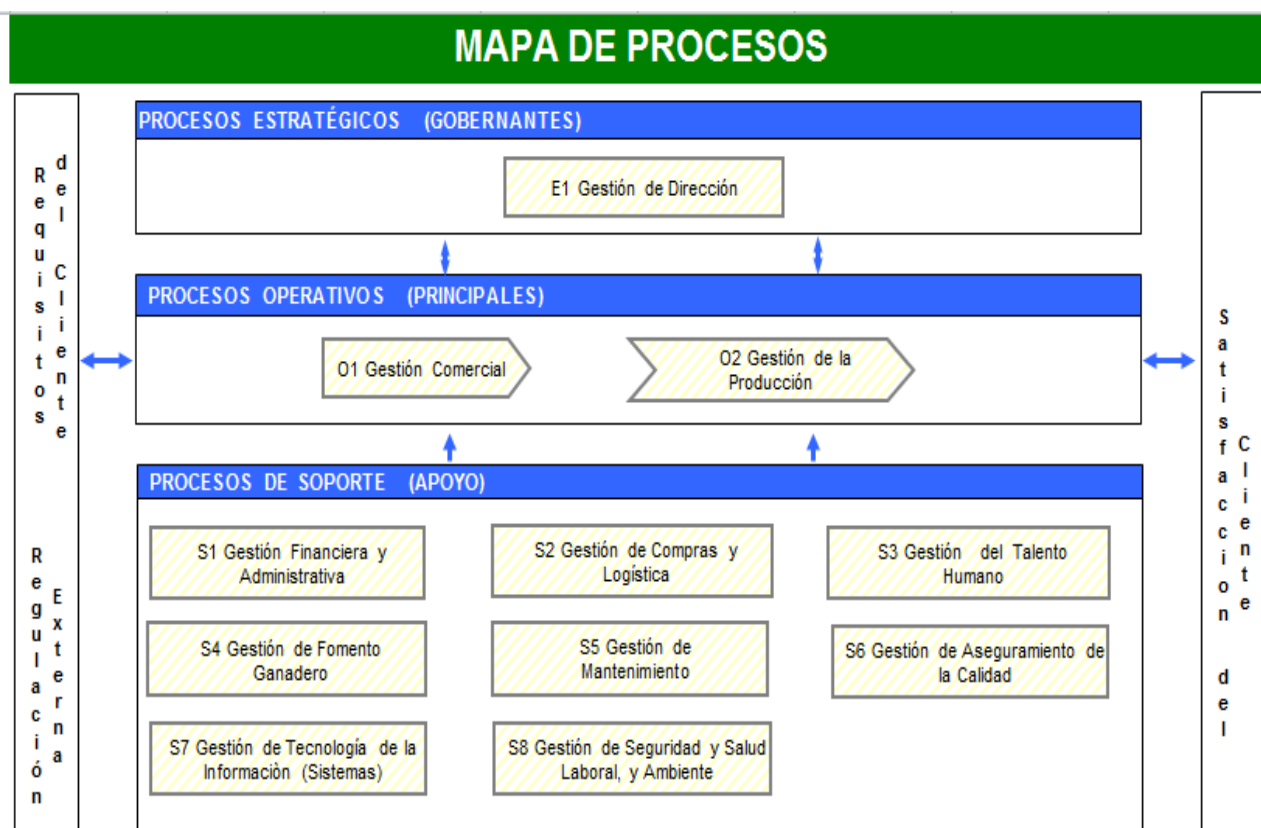 MAPA DE PROCESOS
Requisitos
del Cliente
Regulación
Externa
PROCESOS ESTRATÉGICOS (GOBERNANTES)
E1 Gestión de Dirección
PROCESOS OPERATIVOS (PRINCIPALES)
O1 Gestión Comercial
O2 Gestión de la
Producción
PROCESOS DE SOPORTE (APOYO)
S1 Gestión Financiera y
Administrativa
S2 Gestión de Compras y
Logística
S3 Gestión del Talento
Humano
S4 Gestión de Fomento
Ganadero
S5 Gestión de
Mantenimiento
S6 Gestión de Aseguramiento de
la Calidad
S7 Gestión de Tecnología de la
Informaciòn (Sistemas)
S8 Gestión de Seguridad y Salud
Laboral, y Ambiente
Satisfaccion del
Cliente